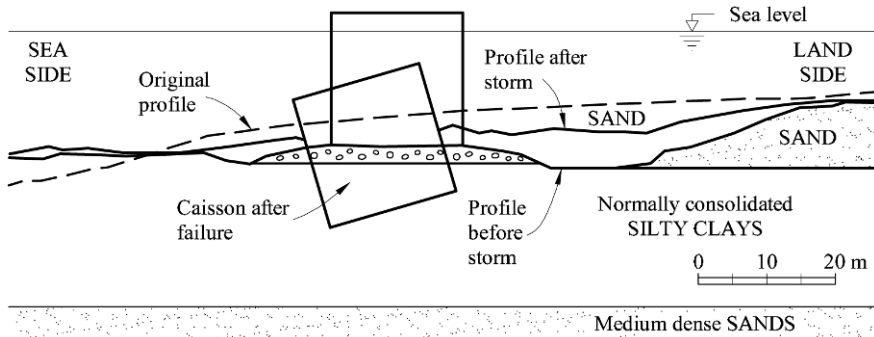 Sea level
SEA
SIDE
LAND
SIDE
Original
profile
Profile after
storm
SAND
SAND
Caisson after
failure
Profile
before
storm
Normally consolidated
SILTY CLAYS
0 10 20 m
Medium dense SANDS